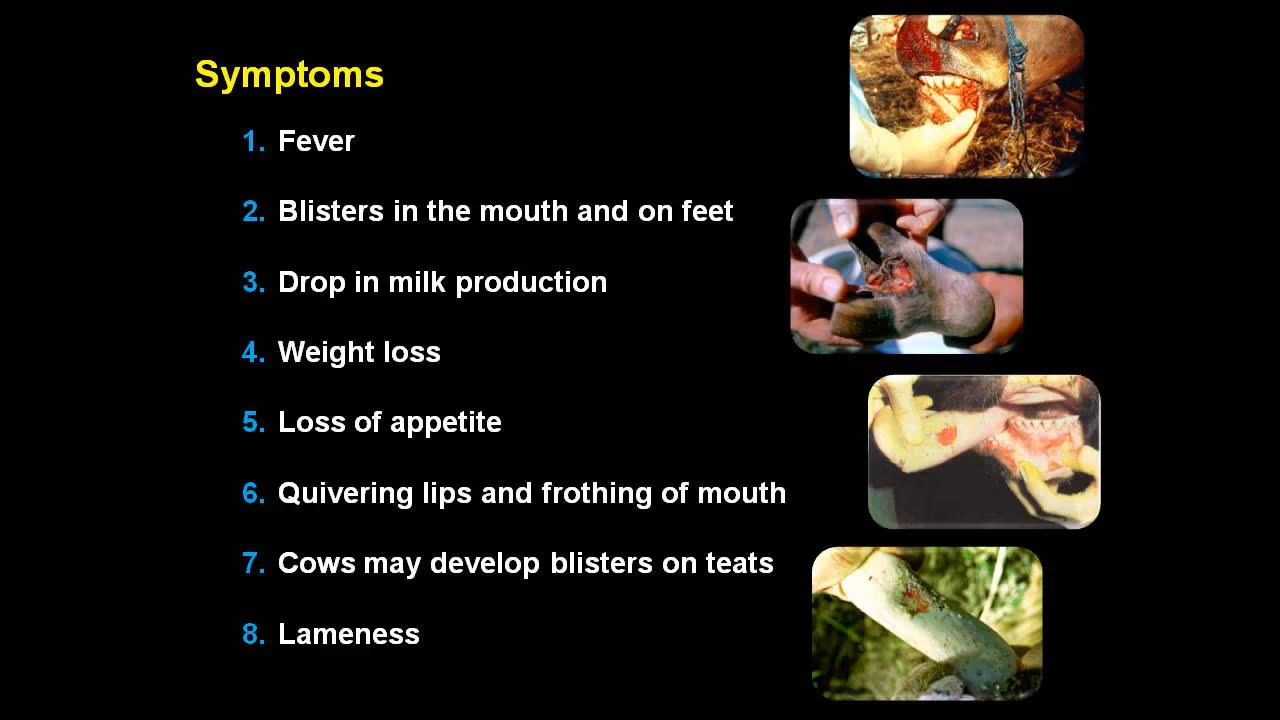 Symptoms
1. Fever
2. Blisters in the mouth and on feet
3. Drop in milk production
4. Weight loss
5. Loss of appetite
6. Quivering lips and frothing of mouth
7. Cows may develop blisters on teats
8. Lameness